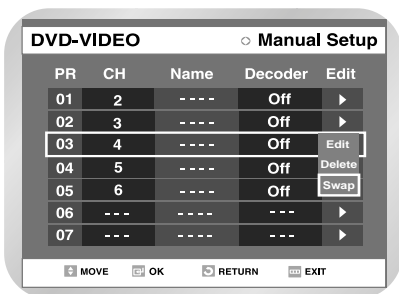 DVD-VIDEO ○ Manual Setup
PR CH Name Decoder Edit
01 2 ---- Off ►
02 3 ---- Off ►
03 4 ---- Off Edit
Delete
04 5 ---- Off
Swap
05 6 ---- Off
06 --- ---- --- ►
07 --- ---- --- ►
MOVE OK RETURN EXIT